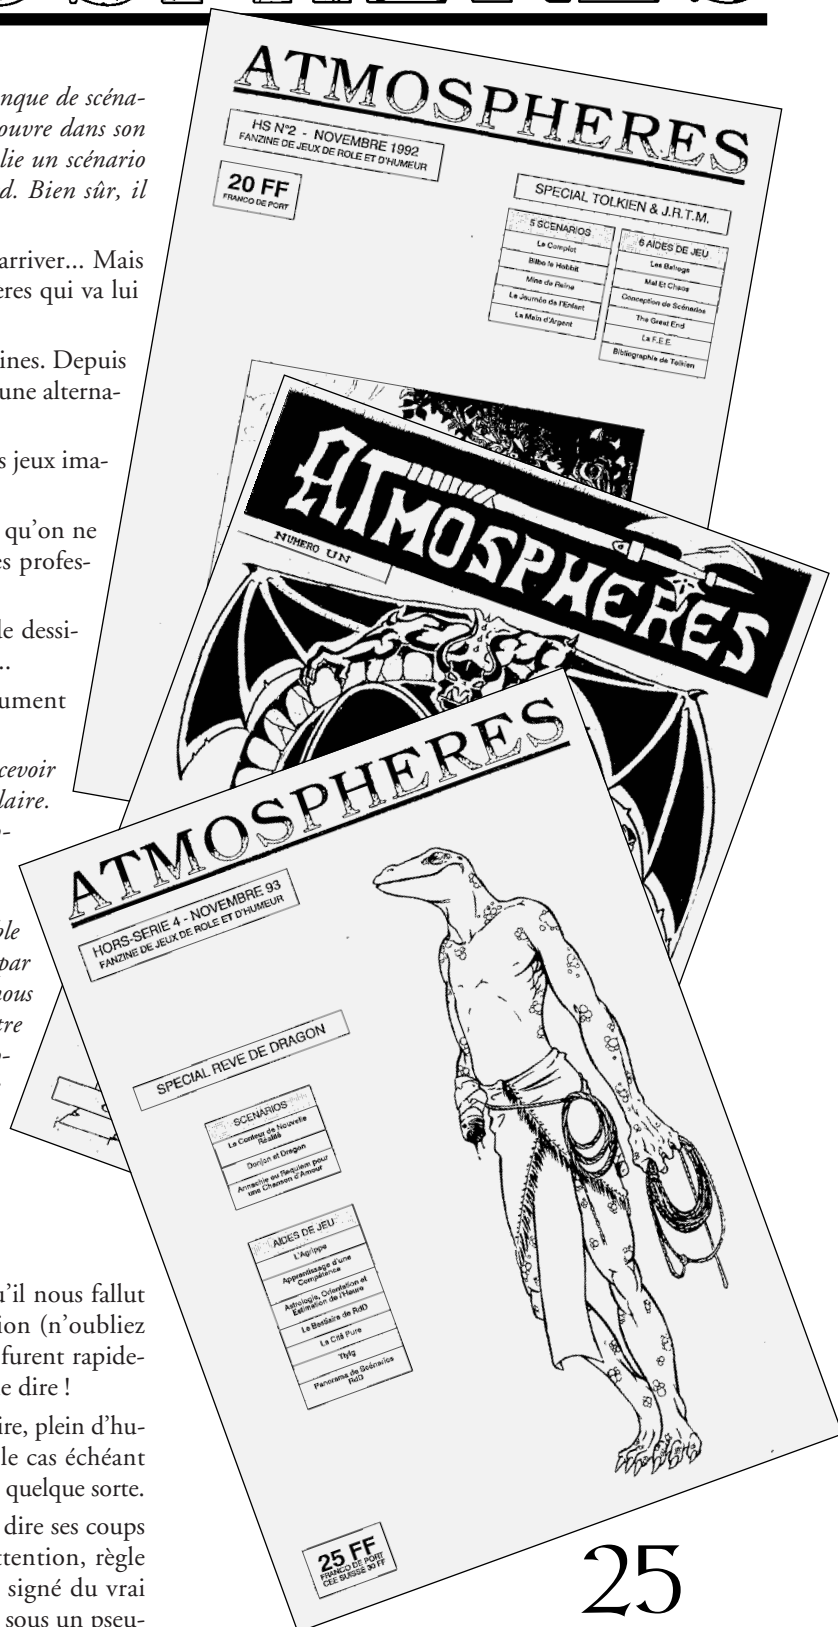 nque de scéna-
ouvre dans son
lie un scénario
d. Bien sûr, il
arriver... Mais
eres qui va lui
ines. Depuis
une alterna-
s jeux ima-
qu'on ne
es profes-
le dessi-
..
ument
cevoir
laire.
o-
ole
par
nous
tre
o-
u'il nous fallut
ion (n'oubliez
furent rapide-
e dire !
ire, plein d'hu-
le cas échéant
quelque sorte.
dire ses coups
ttention, règle
signé du vrai
sous un pseu-
ATMOSPHERES
HS N°2 - NOVEMBRE 1992
FANZINE DE JEUX DE ROLE ET D'HUMEUR
20 FF
FRANCO DE PORT
SPECIAL TOLKIEN & J.R.T.M.
5 SCENARIOS
Le Complot
Bilbo le Hobbit
Mine de Reine
La Journée de l'Enfant
La Main d'Argent
6 AIDES DE JEU
Les Balrogs
Mal Et Chaos
Conception de Scénarios
The Great End
La F.E.E.
Bibliographie de Tolkien
ATMOSPHERES
NUMERO UN
ATMOSPHERES
HORS-SERIE 4 - NOVEMBRE 93
FANZINE DE JEUX DE ROLE ET D'HUMEUR
SPECIAL REVE DE DRAGON
SCENARIOS
Le Conteur de Nouvelle
Réalité
Donjon et Dragon
Annachie ou Requiem pour
une Chanson d'Amour
AIDES DE JEU
L'Agrippe
Apprentissage d'une
Compétence
Astrologie, Orientation et
Estimation de l'Heure
Le Bestiaire de RdD
La Cité Pure
Panorama de Scénarios
RdD
25 FF
FRANCO DE PORT
CEE SUISSE 30 FF
25